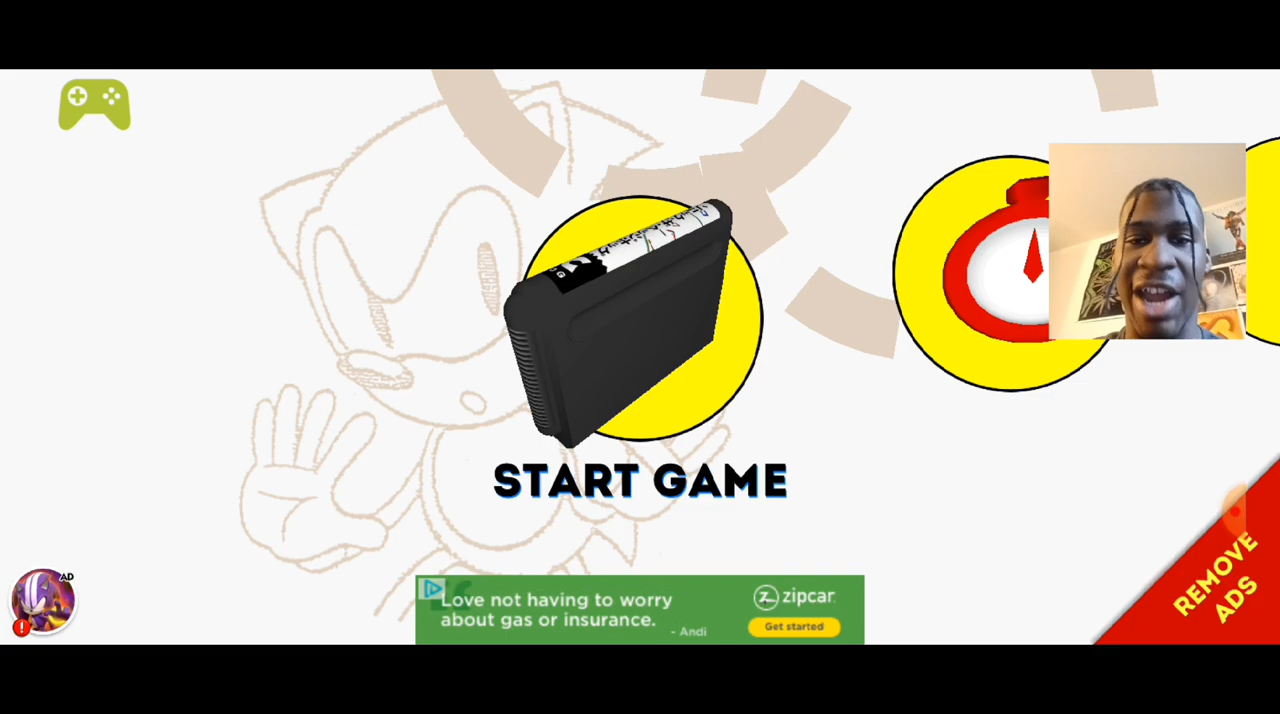 START GAME
AD
Love not having to worry
about gas or insurance.
- Andi
zipcar
Get started
REMOVE
ADS